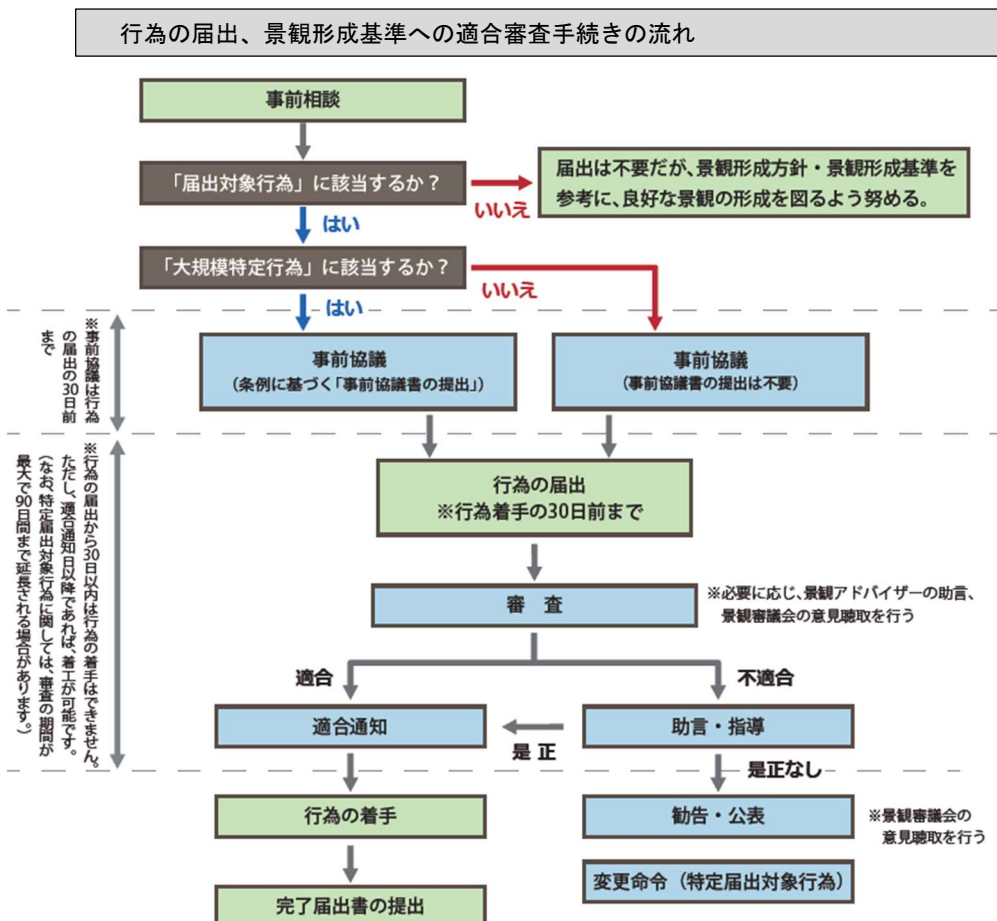 行為の届出、景観形成基準への適合審査手続きの流れ
事前相談
「届出対象行為」に該当するか？
いいえ
届出は不要だが、景観形成方針・景観形成基準を
参考に、良好な景観の形成を図るよう努める。
はい
「大規模特定行為」に該当するか？
いいえ
はい
※事前協議は行為
の届出の30日前
まで
事前協議
（条例に基づく「事前協議書の提出」）
事前協議
（事前協議書の提出は不要）
※行為の届出から30日以内は行為の着手はできません。
ただし、適合通知日以降であれば、着工が可能です。
（なお、特定届出対象行為に関しては、審査の期間が
最大で90日間まで延長される場合があります。）
行為の届出
※行為着手の30日前まで
審　査
※必要に応じ、景観アドバイザーの助言、
景観審議会の意見聴取を行う
適合
不適合
適合通知
是 正
助言・指導
是正なし
行為の着手
勧告・公表
※景観審議会の
意見聴取を行う
変更命令（特定届出対象行為）
完了届出書の提出